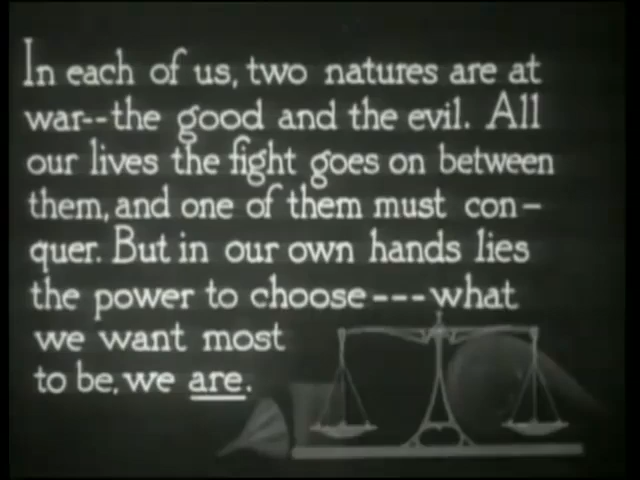 In each of us, two natures are at
war--the good and the evil. All
our lives the fight goes on between
them, and one of them must con-
quer. But in our own hands lies
the power to choose---what
we want most
to be, we are.